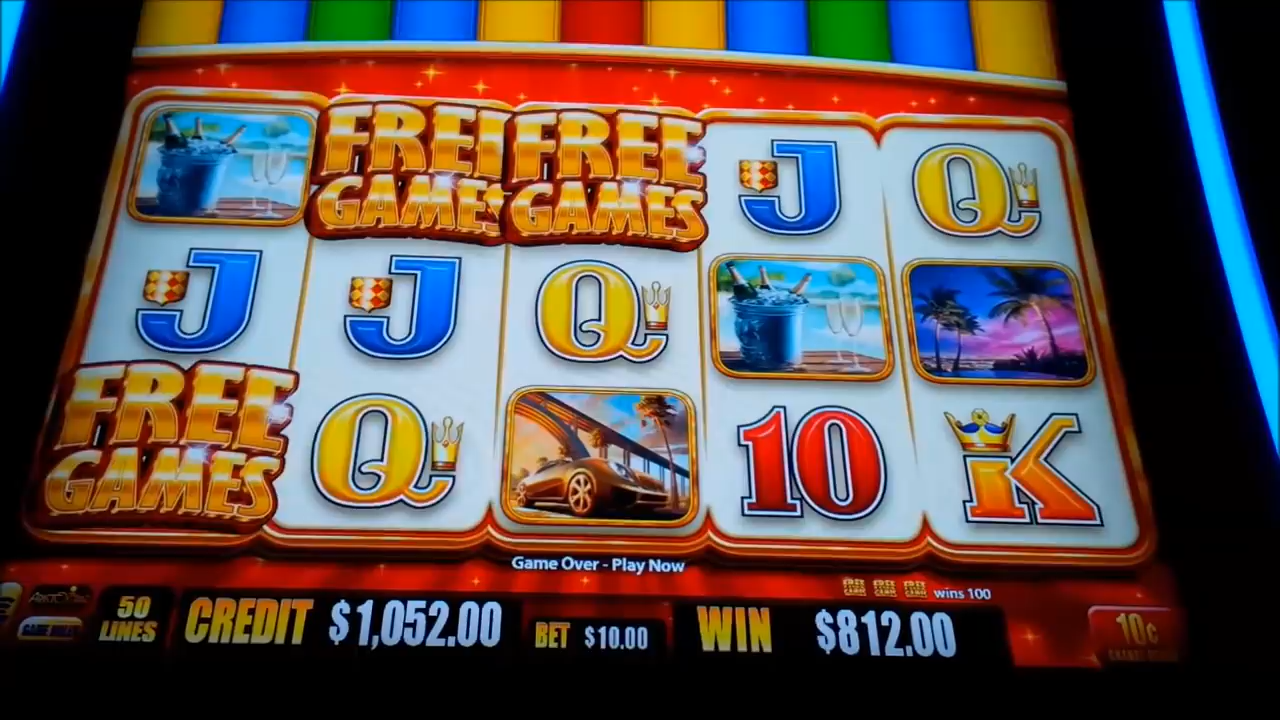 FREE GAMES
FREE GAMES
J
Q
J
J
Q
FREE GAMES
Q
10
K
Game Over - Play Now
wins 100
50 LINES
CREDIT $1,052.00
BET $10.00
WIN $812.00
10¢